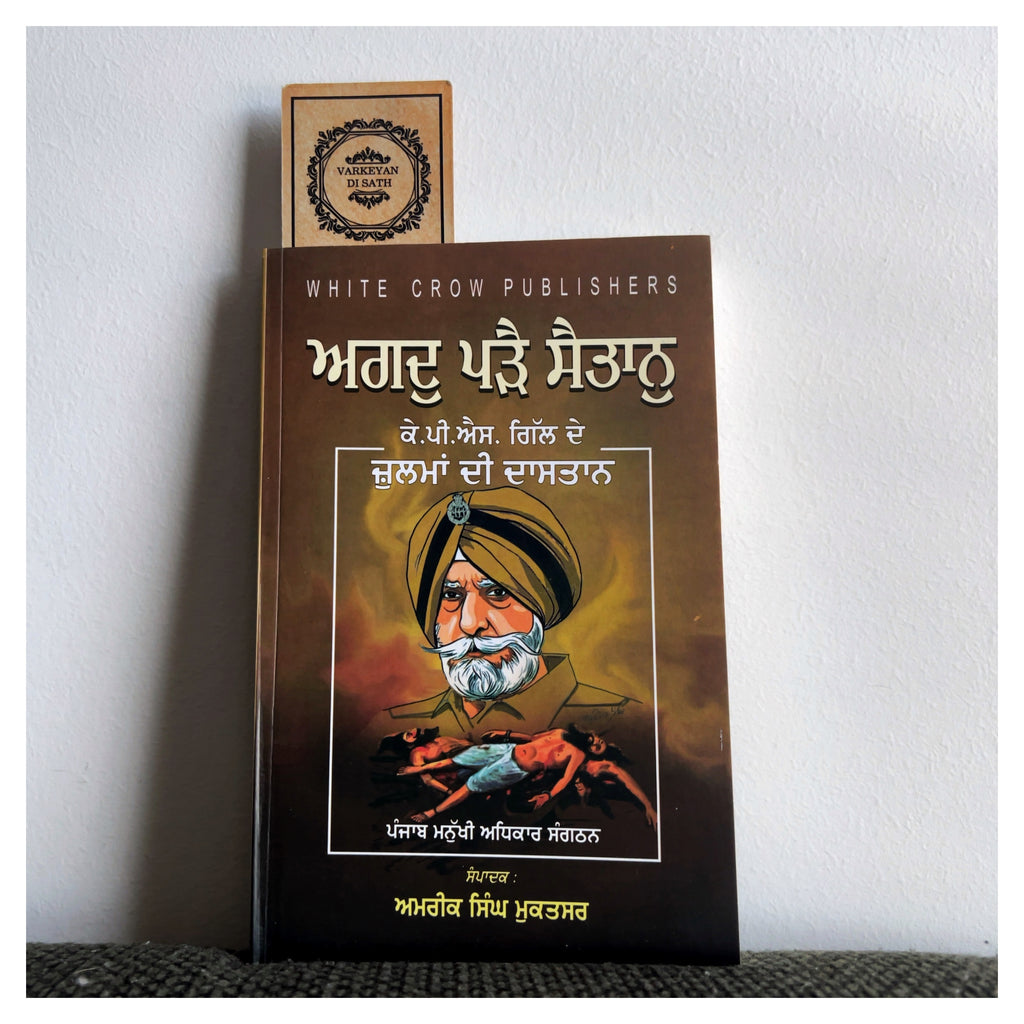 VARKEYAN
DI SATH
WHITE CROW PUBLISHERS
ਅਗਦੁ ਪੜੈ ਸੈਤਾਨੁ
ਕੇ.ਪੀ.ਐਸ. ਗਿੱਲ ਦੇ
ਜ਼ੁਲਮਾਂ ਦੀ ਦਾਸਤਾਨ
ਪੰਜਾਬ ਮਨੁੱਖੀ ਅਧਿਕਾਰ ਸੰਗਠਨ
ਸੰਪਾਦਕ :
ਅਮਰੀਕ ਸਿੰਘ ਮੁਕਤਸਰ